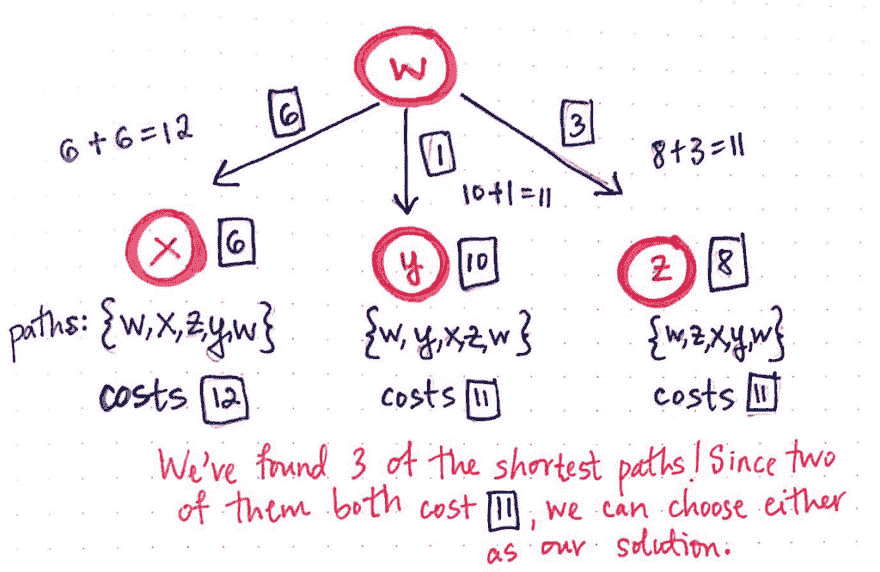 w
6
3
6+6=12
1
8+3=11
10+1=11
x 6
y 10
z 8
paths: {w,x,z,y,w}
{w,y,x,z,w}
{w,z,x,y,w}
costs 12
costs 11
costs 11
We've found 3 of the shortest paths! Since two
of them both cost 11, we can choose either
as our solution.